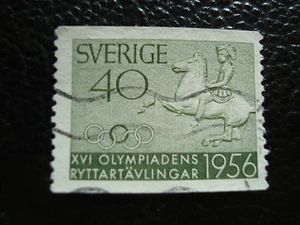 SVERIGE
40
XVI OLYMPIADENS
RYTTARTÄVLINGAR 1956